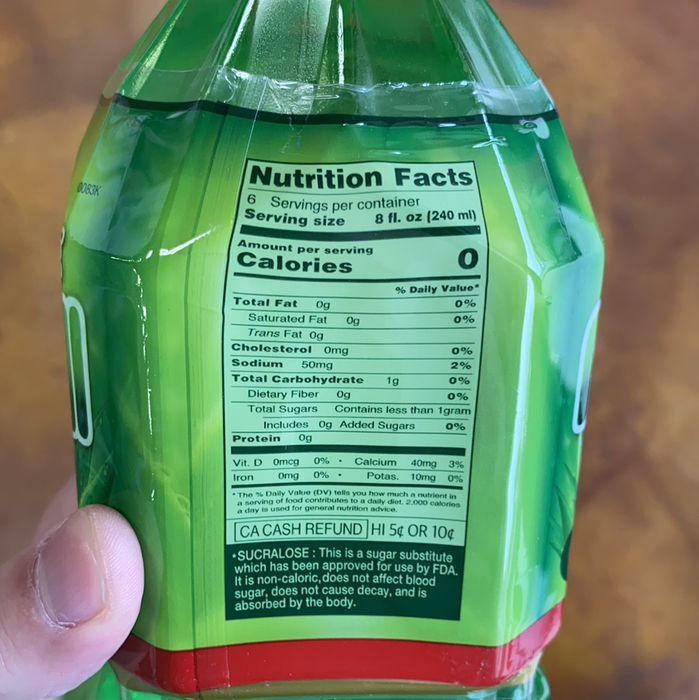 0083K
Nutrition Facts
6 Servings per container
Serving size 8 fl. oz (240 ml)
Amount per serving
Calories 0
% Daily Value*
Total Fat 0g 0%
Saturated Fat 0g 0%
Trans Fat 0g
Cholesterol 0mg 0%
Sodium 50mg 2%
Total Carbohydrate 1g 0%
Dietary Fiber 0g 0%
Total Sugars Contains less than 1gram
Includes 0g Added Sugars 0%
Protein 0g
Vit. D 0mcg 0% • Calcium 40mg 3%
Iron 0mg 0% • Potas. 10mg 0%
* The % Daily Value (DV) tells you how much a nutrient in
a serving of food contributes to a daily diet. 2,000 calories
a day is used for general nutrition advice.
CA CASH REFUND HI 5¢ OR 10¢
•SUCRALOSE : This is a sugar substitute
which has been approved for use by FDA.
It is non-caloric, does not affect blood
sugar, does not cause decay, and is
absorbed by the body.